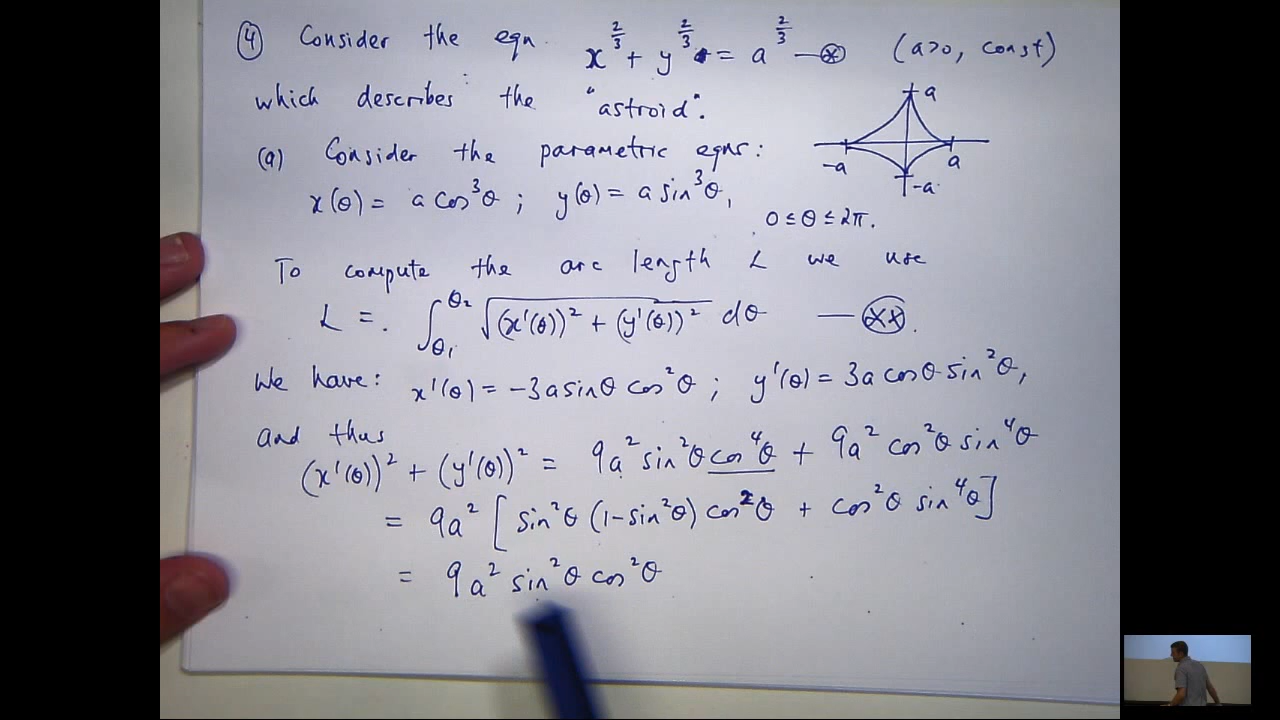 ④ Consider the eqn. x^{2/3} + y^{2/3} = a^{2/3} —⊛ (a>0, const)
which describes the "astroid".
a
-a a
-a
(a) Consider the parametric eqns:
x(θ) = a cos³θ ; y(θ) = a sin³θ,
0 ≤ θ ≤ 2π.
To compute the arc length L we use
L = ∫_{θ₁}^{θ₂} √((x'(θ))² + (y'(θ))²) dθ — (**).
We have: x'(θ) = -3a sinθ cos²θ ; y'(θ) = 3a cosθ sin²θ,
and thus
(x'(θ))² + (y'(θ))² = 9a² sin²θ cos⁴θ + 9a² cos²θ sin⁴θ
= 9a² [sin²θ (1-sin²θ) cos²θ + cos²θ sin⁴θ]
= 9a² sin²θ cos²θ